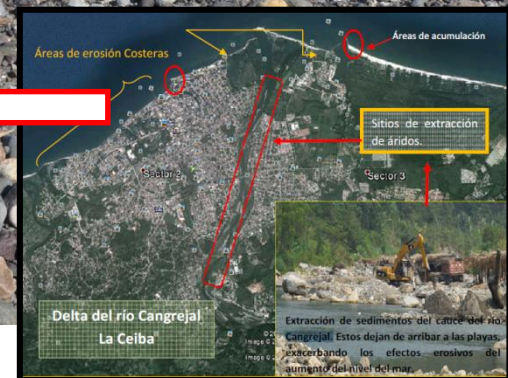 Áreas de acumulación
Áreas de erosión Costeras
Sitios de extracción
de áridos.
Sector 2
Sector 3
Delta del río Cangrejal
La Ceiba
Extracción de sedimentos del cauce del río
Cangrejal. Estos dejan de arribar a las playas,
exacerbando los efectos erosivos del
aumento del nivel del mar.